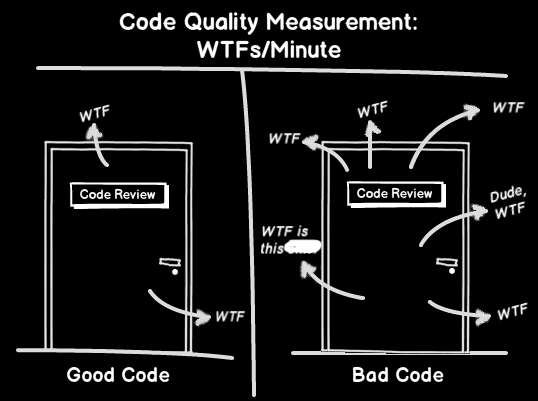 Code Quality Measurement:
WTFs/Minute
WTF
Code Review
WTF
Good Code
WTF
WTF
WTF
Code Review
Dude,
WTF
WTF is
this
WTF
Bad Code